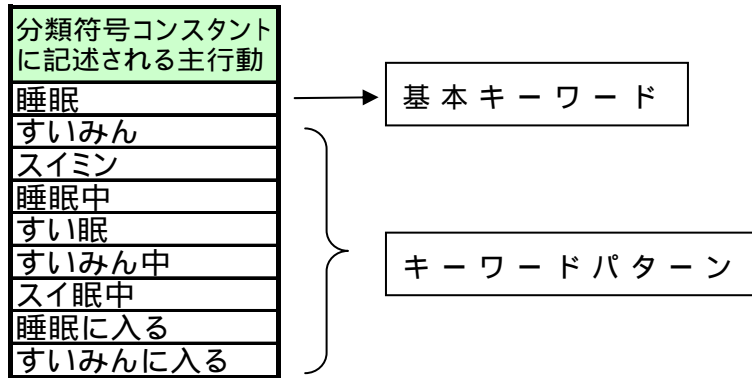 分類符号コンスタント
に記述される主行動
睡眠
すいみん
スイミン
睡眠中
すい眠
すいみん中
スイ眠中
睡眠に入る
すいみんに入る
基本キーワード
キーワードパターン